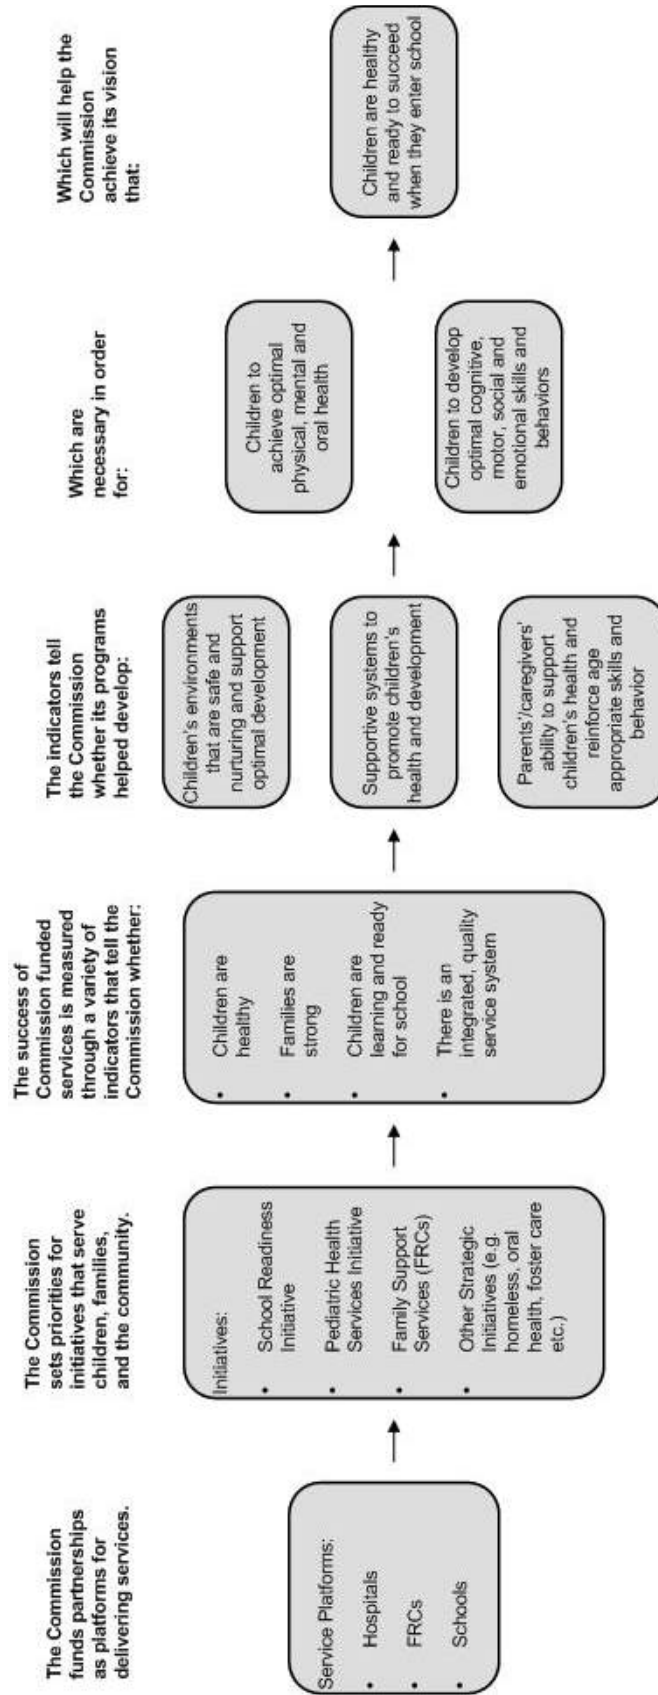 The Commission
funds partnerships
as platforms for
delivering services.
Service Platforms:
• Hospitals
• FRCs
• Schools
The Commission
sets priorities for
initiatives that serve
children, families,
and the community.
Initiatives:
• School Readiness
Initiative
• Pediatric Health
Services Initiative
• Family Support
Services (FRCs)
• Other Strategic
Initiatives (e.g.
homeless, oral
health, foster care
etc.)
The success of
Commission funded
services is measured
through a variety of
indicators that tell the
Commission whether:
• Children are
healthy
• Families are
strong
• Children are
learning and ready
for school
• There is an
integrated, quality
service system
The indicators tell
the Commission
whether its programs
helped develop:
Children's environments
that are safe and
nurturing and support
optimal development
Supportive systems to
promote children's
health and development
Parents'/caregivers'
ability to support
children's health and
reinforce age
appropriate skills and
behavior
Which are
necessary in order
for:
Children to
achieve optimal
physical, mental and
oral health
Children to develop
optimal cognitive,
motor, social and
emotional skills and
behaviors
Which will help the
Commission
achieve its vision
that:
Children are healthy
and ready to succeed
when they enter school